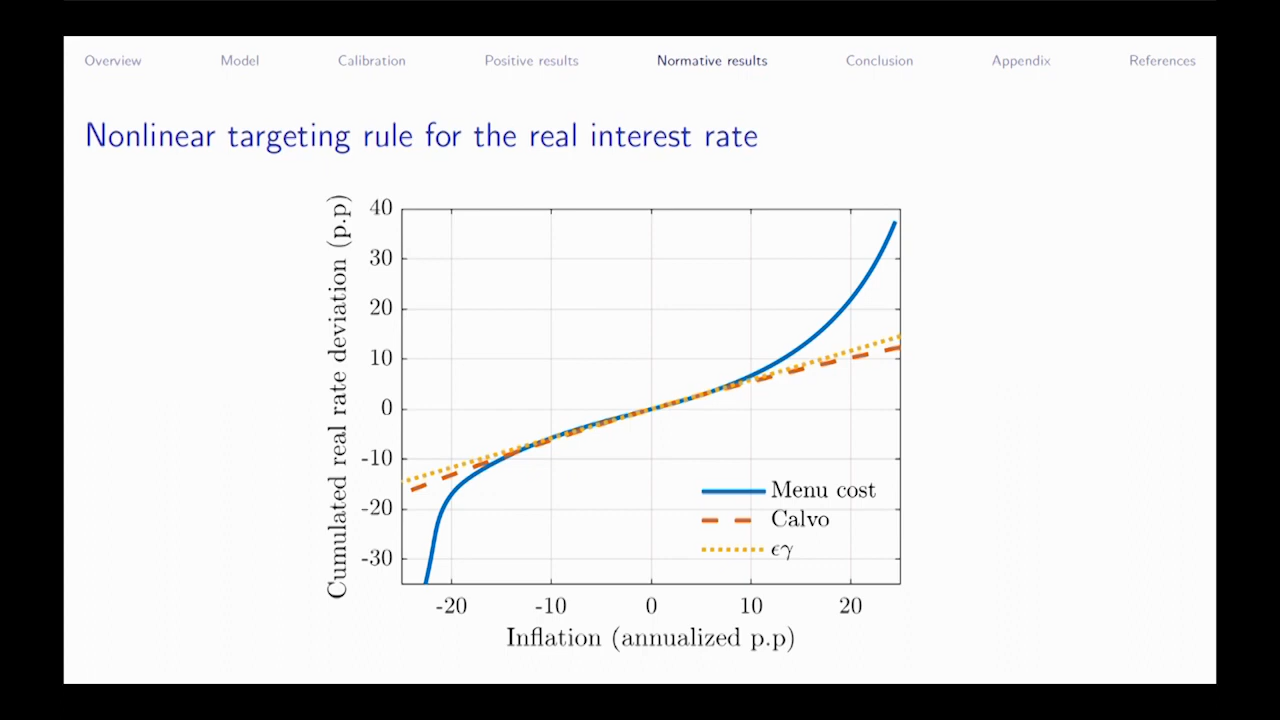 Overview Model Calibration Positive results Normative results Conclusion Appendix References
Nonlinear targeting rule for the real interest rate
Cumulated real rate deviation (p.p)
40
30
20
10
0
-10
-20
-30
Menu cost
Calvo
ϵγ
-20 -10 0 10 20
Inflation (annualized p.p)